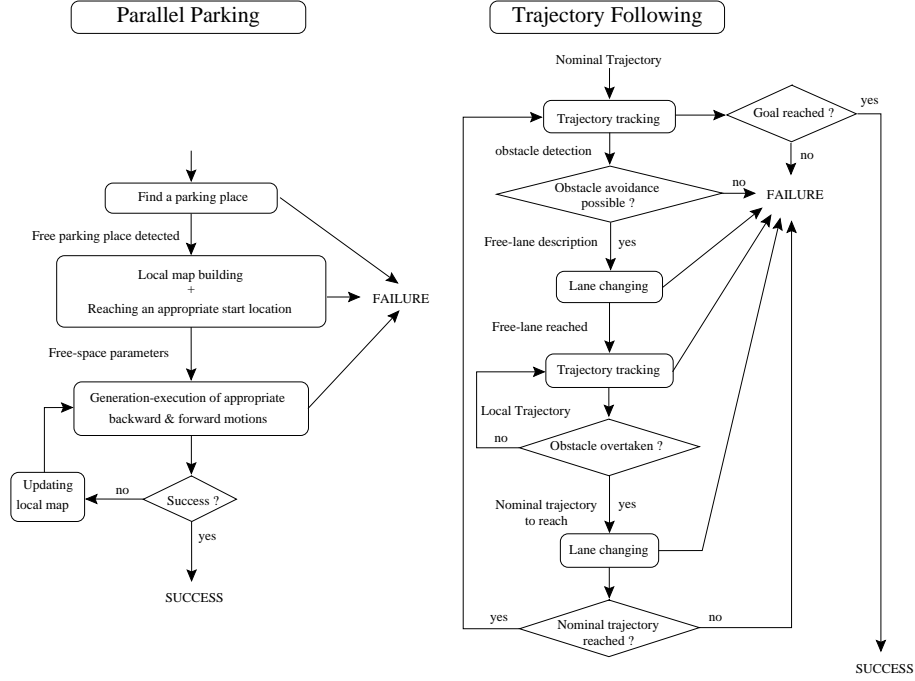 Parallel Parking
Find a parking place
Free parking place detected
Local map building
+
Reaching an appropriate start location
FAILURE
Free-space parameters
Generation-execution of appropriate
backward & forward motions
Updating
local map
no
Success ?
yes
SUCCESS
Trajectory Following
Nominal Trajectory
Trajectory tracking
Goal reached ?
yes
no
obstacle detection
Obstacle avoidance
possible ?
no
FAILURE
Free-lane description
yes
Lane changing
Free-lane reached
Trajectory tracking
Local Trajectory
no
Obstacle overtaken ?
Nominal trajectory
to reach
yes
Lane changing
yes
Nominal trajectory
reached ?
no
SUCCESS